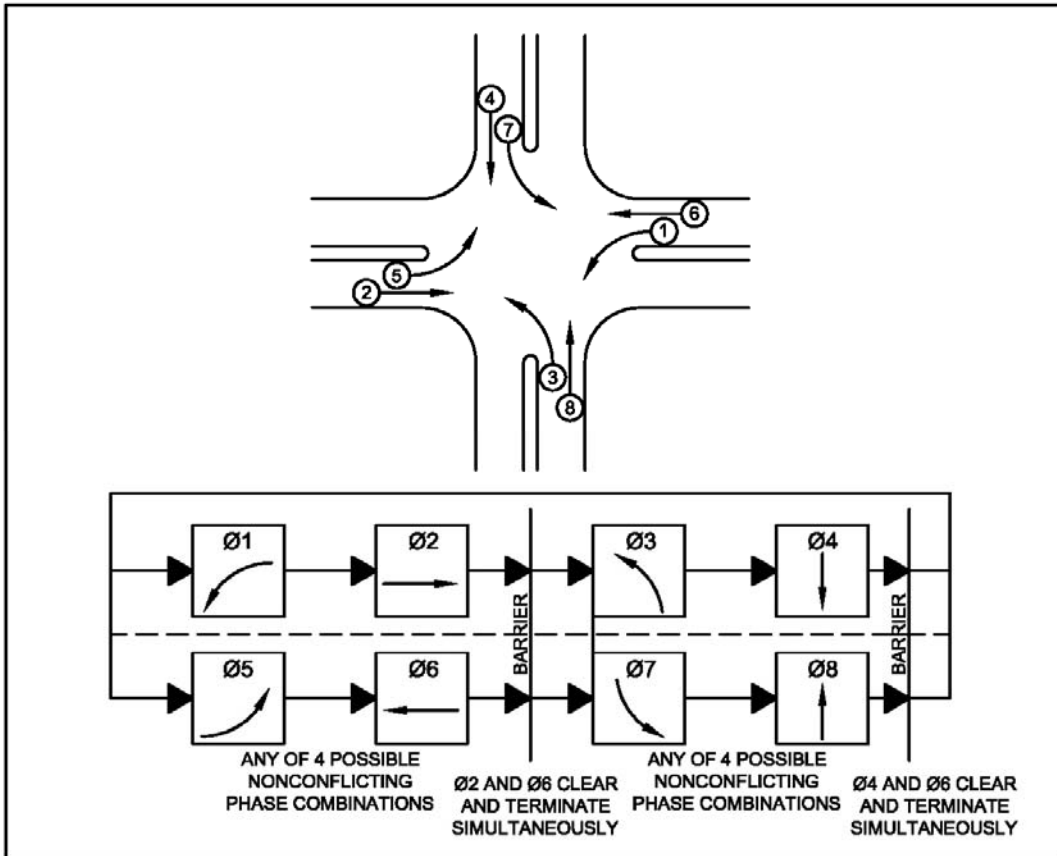 4
7
6
1
5
2
3
8
Ø1
Ø2
Ø3
Ø4
BARRIER
BARRIER
Ø5
Ø6
Ø7
Ø8
ANY OF 4 POSSIBLE
NONCONFLICTING
PHASE COMBINATIONS
Ø2 AND Ø6 CLEAR
AND TERMINATE
SIMULTANEOUSLY
ANY OF 4 POSSIBLE
NONCONFLICTING
PHASE COMBINATIONS
Ø4 AND Ø6 CLEAR
AND TERMINATE
SIMULTANEOUSLY